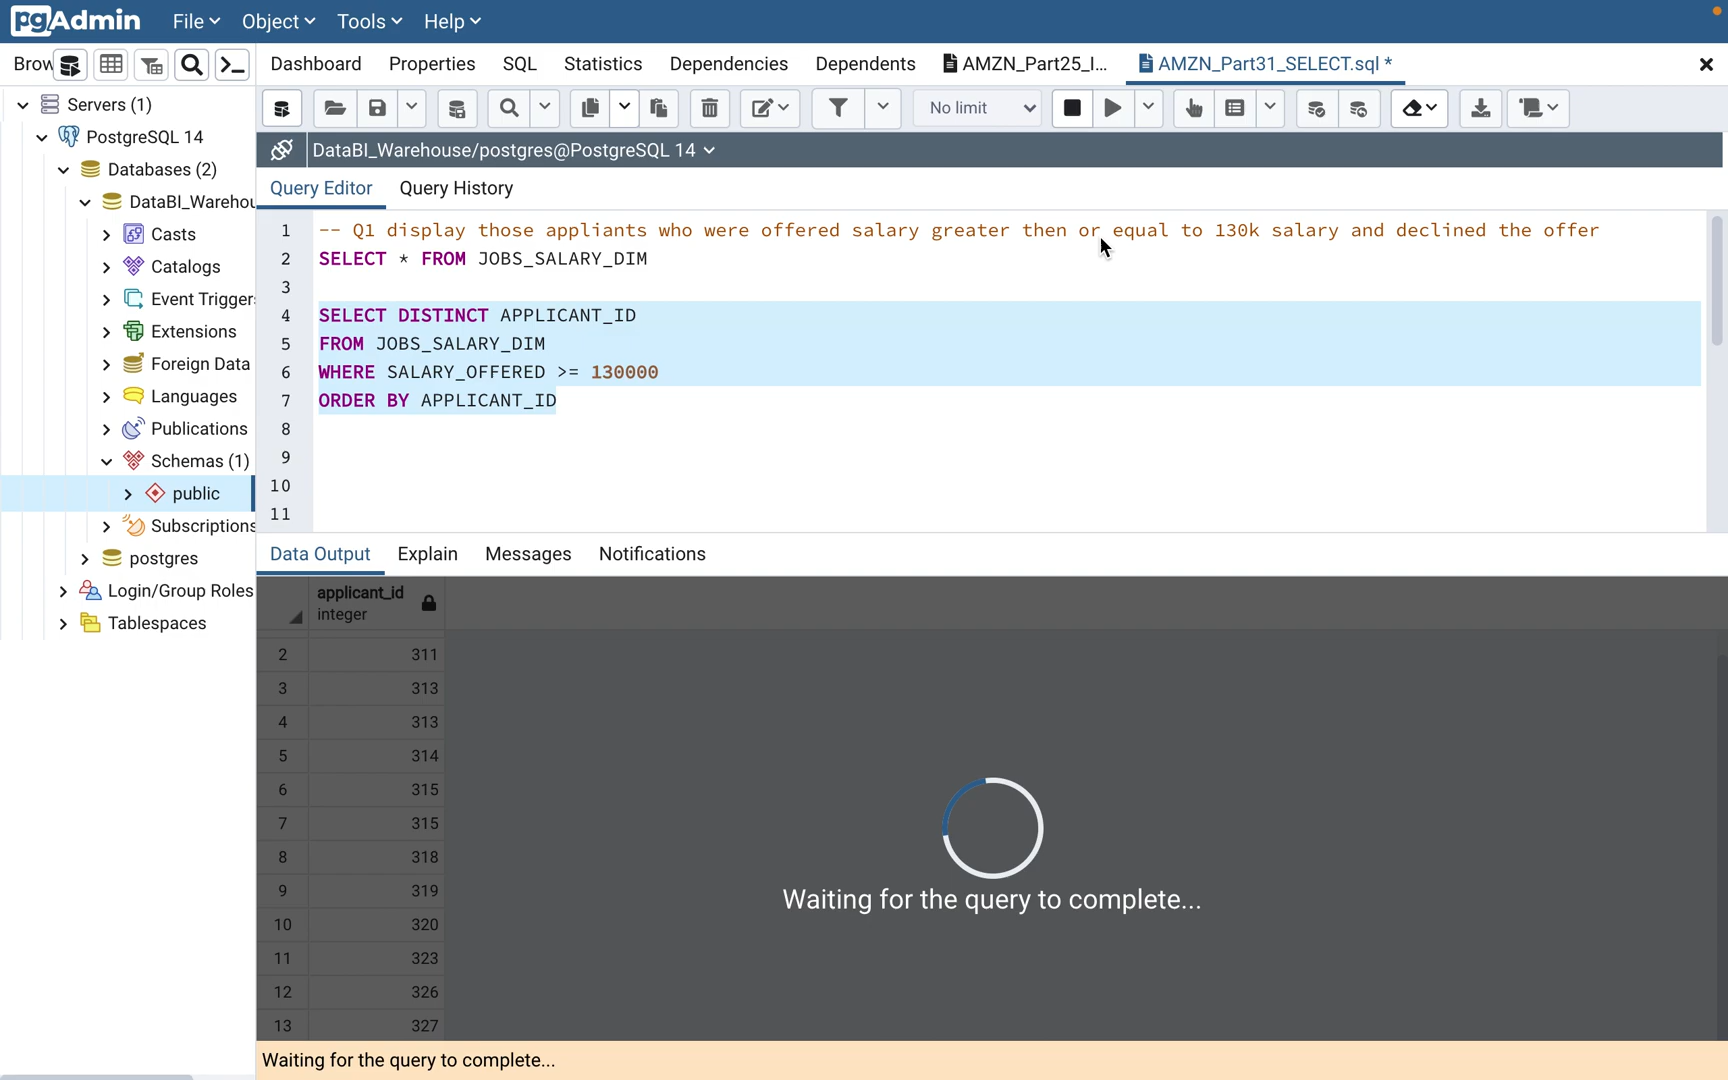 pgAdmin File Object Tools Help
Brow
Dashboard Properties SQL Statistics Dependencies Dependents AMZN_Part25_I... AMZN_Part31_SELECT.sql *
No limit
DataBI_Warehouse/postgres@PostgreSQL 14
Query Editor Query History
Servers (1)
PostgreSQL 14
Databases (2)
DataBI_Warehou
Casts
Catalogs
Event Trigger
Extensions
Foreign Data
Languages
Publications
Schemas (1)
public
Subscriptions
postgres
Login/Group Roles
Tablespaces
1 -- Q1 display those appliants who were offered salary greater then or equal to 130k salary and declined the offer
2 SELECT * FROM JOBS_SALARY_DIM
3
4 SELECT DISTINCT APPLICANT_ID
5 FROM JOBS_SALARY_DIM
6 WHERE SALARY_OFFERED >= 130000
7 ORDER BY APPLICANT_ID
8
9
10
11
Data Output Explain Messages Notifications
applicant_id
integer
2 311
3 313
4 313
5 314
6 315
7 315
8 318
9 319
10 320
11 323
12 326
13 327
Waiting for the query to complete...
Waiting for the query to complete...